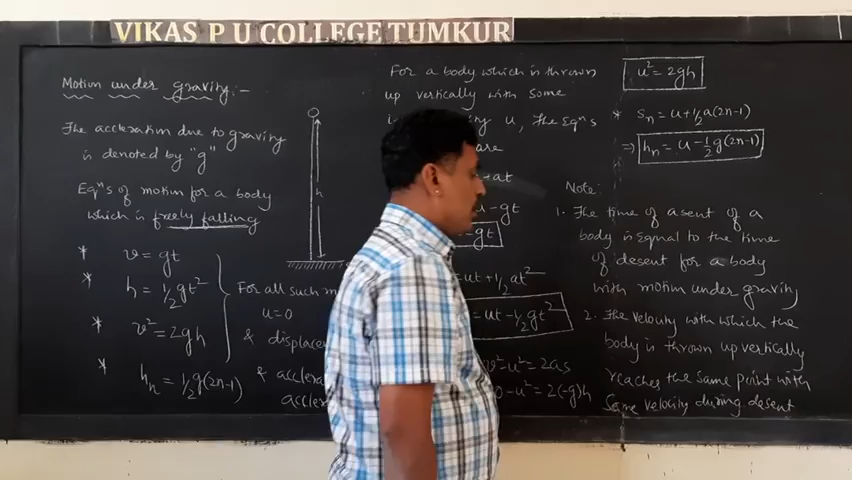 VIKAS P U COLLEGE TUMKUR
Motion under gravity:-
The accleration due to gravity
is denoted by "g"
Eqⁿs of motion for a body
which is freely falling
* v = gt
* h = 1/2 gt²
* v² = 2gh
* hₙ = 1/2 g(2n-1)
For all such m
u=0
& displace
& accelera
accele
h
For a body which is thrown
up vertically with some
u, The Eqⁿs
are
at
u - gt
-gt
= ut + 1/2 at²
= ut - 1/2 gt²
v² - u² = 2as
0 - u² = 2(-g)h
u² = 2gh
* Sₙ = u + 1/2 a(2n-1)
⇒ hₙ = u - 1/2 g(2n-1)
Note:
1. The time of asent of a
body is Equal to the time
of desent for a body
with motion under gravity
2. The velouty with which the
body is thrown up vertically
reaches the same point with
Same velocity during desent